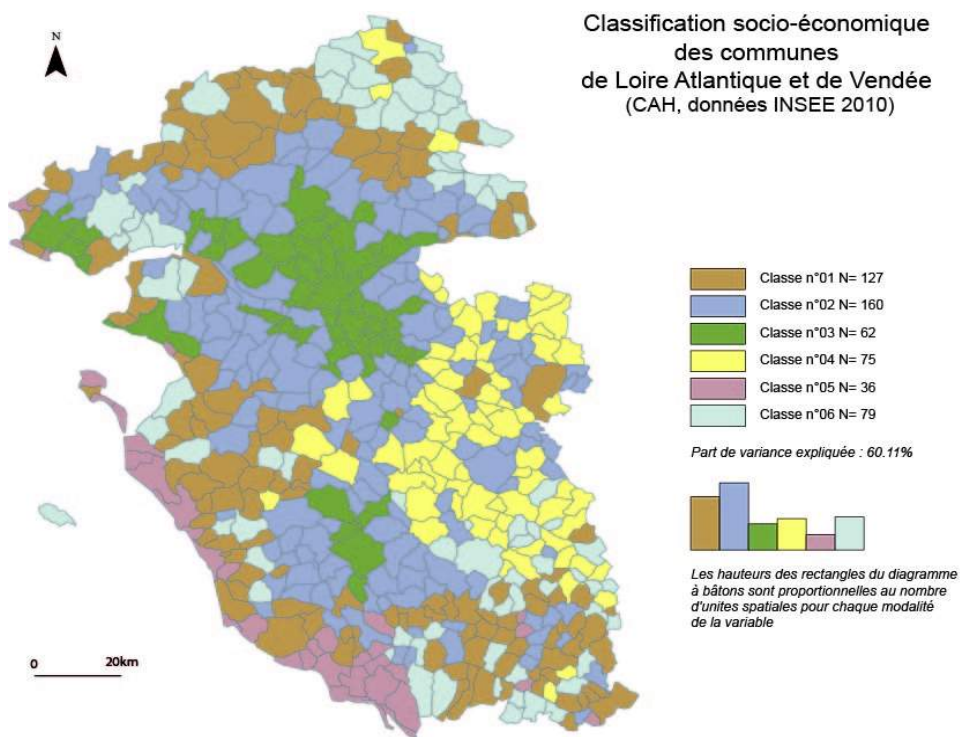 Classification socio-économique
des communes
de Loire Atlantique et de Vendée
(CAH, données INSEE 2010)
N
Classe n°01 N= 127
Classe n°02 N= 160
Classe n°03 N= 62
Classe n°04 N= 75
Classe n°05 N= 36
Classe n°06 N= 79
Part de variance expliquée : 60.11%
Les hauteurs des rectangles du diagramme
à bâtons sont proportionnelles au nombre
d'unites spatiales pour chaque modalité
de la variable
0 20km